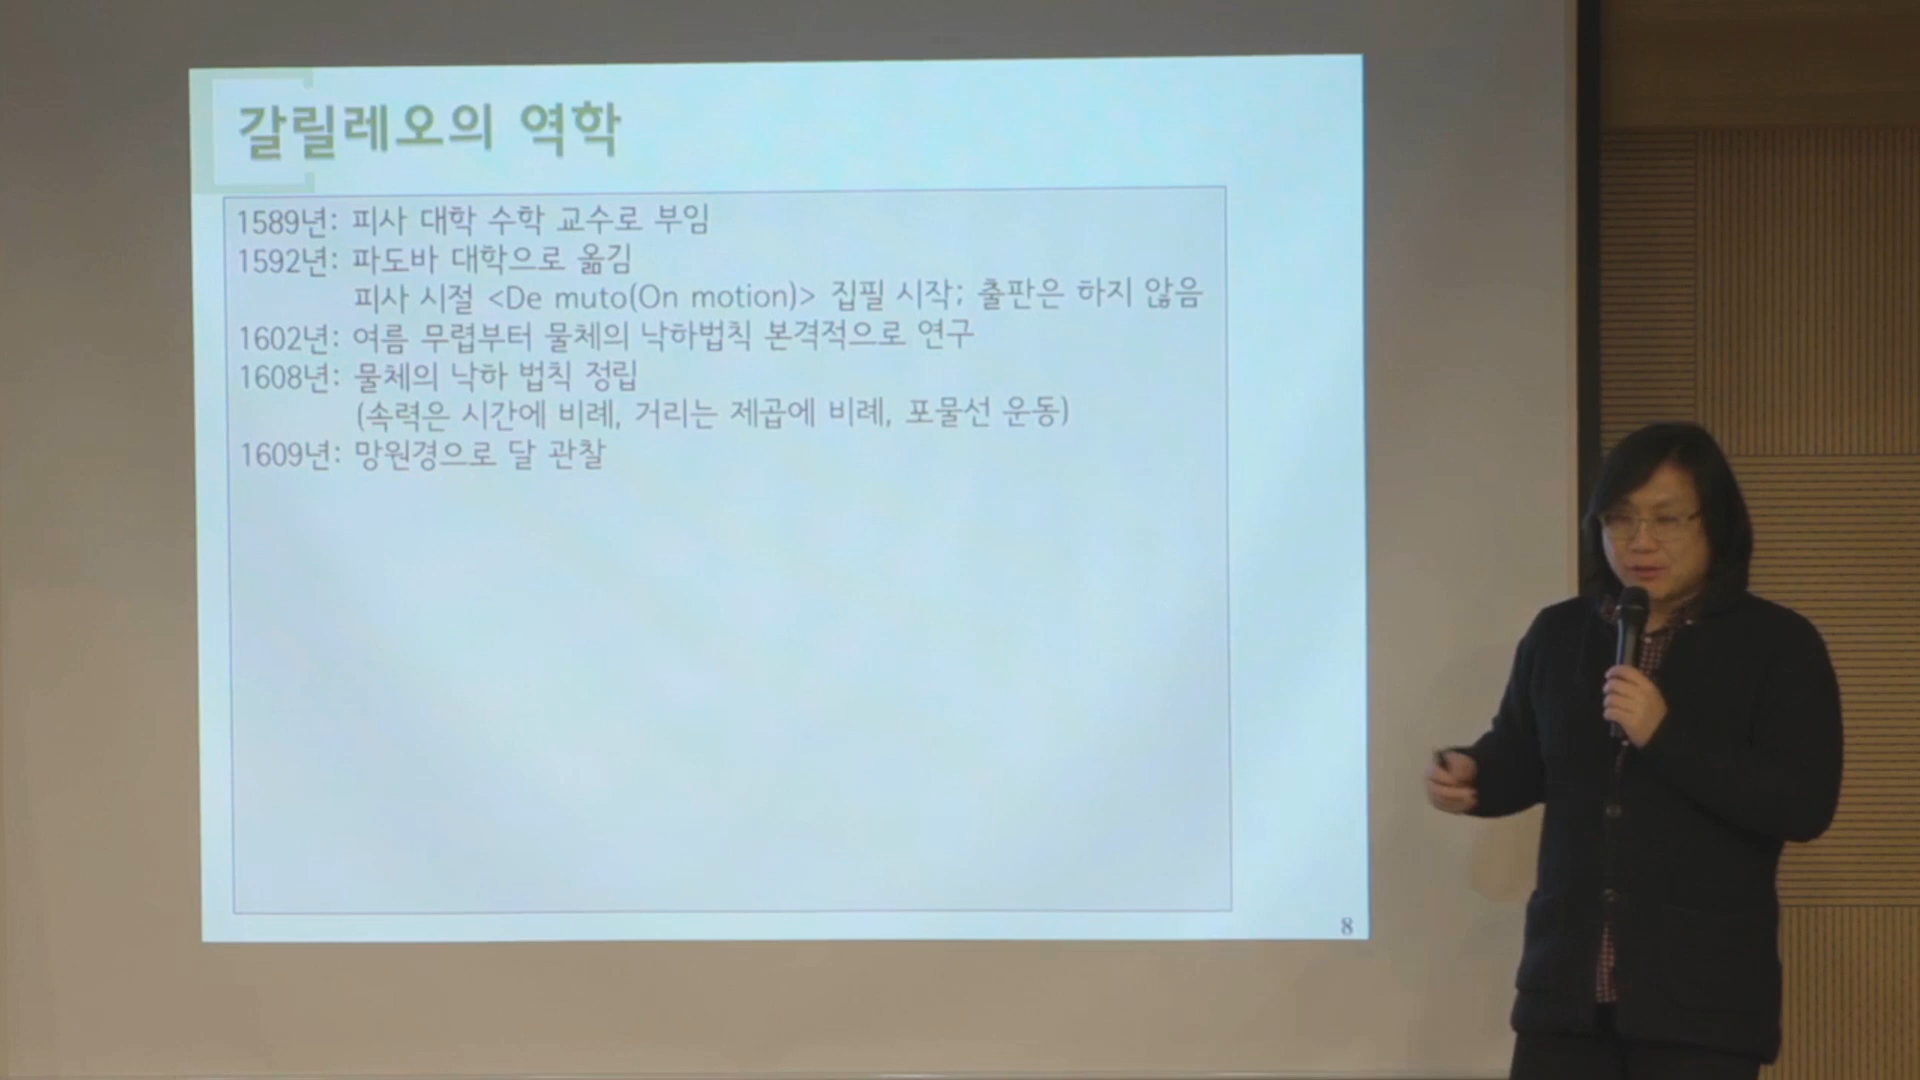 갈릴레오의 역학
1589년: 피사 대학 수학 교수로 부임
1592년: 파도바 대학으로 옮김
피사 시절 <De muto(On motion)> 집필 시작; 출판은 하지 않음
1602년: 여름 무렵부터 물체의 낙하법칙 본격적으로 연구
1608년: 물체의 낙하 법칙 정립
(속력은 시간에 비례, 거리는 제곱에 비례, 포물선 운동)
1609년: 망원경으로 달 관찰
8